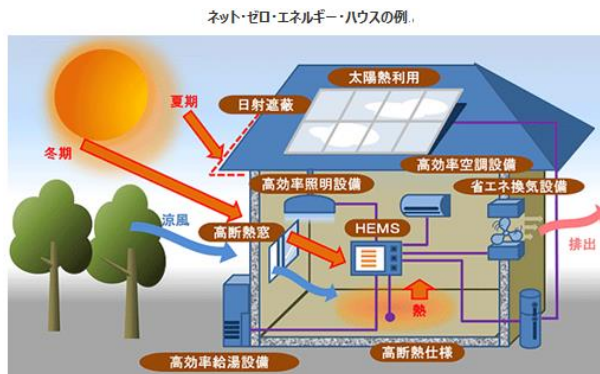 ネット・ゼロ・エネルギー・ハウスの例.
太陽熱利用
夏期
日射遮蔽
冬期
高効率空調設備
高効率照明設備
省エネ換気設備
涼風
高断熱窓
HEMS
排出
熱
高効率給湯設備
高断熱仕様